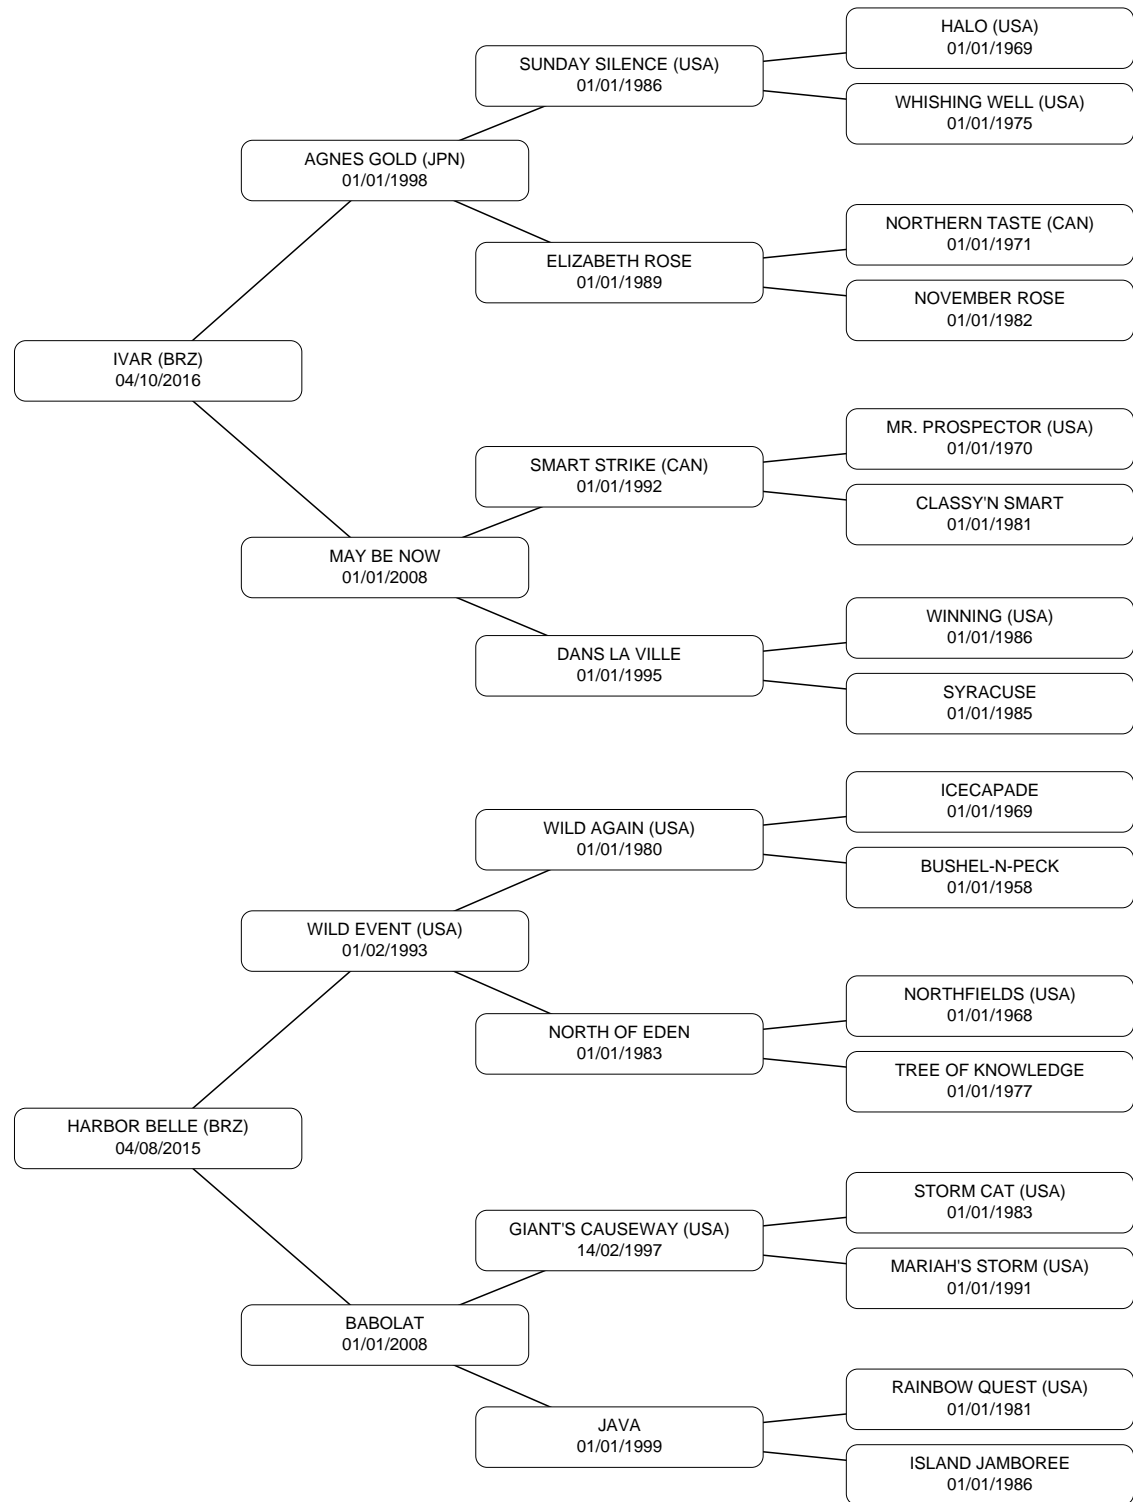 HALO (USA)
01/01/1969
SUNDAY SILENCE (USA)
01/01/1986
WHISHING WELL (USA)
01/01/1975
AGNES GOLD (JPN)
01/01/1998
NORTHERN TASTE (CAN)
01/01/1971
ELIZABETH ROSE
01/01/1989
NOVEMBER ROSE
01/01/1982
IVAR (BRZ)
04/10/2016
MR. PROSPECTOR (USA)
01/01/1970
SMART STRIKE (CAN)
01/01/1992
CLASSY'N SMART
01/01/1981
MAY BE NOW
01/01/2008
WINNING (USA)
01/01/1986
DANS LA VILLE
01/01/1995
SYRACUSE
01/01/1985
ICECAPADE
01/01/1969
WILD AGAIN (USA)
01/01/1980
BUSHEL-N-PECK
01/01/1958
WILD EVENT (USA)
01/02/1993
NORTHFIELDS (USA)
01/01/1968
NORTH OF EDEN
01/01/1983
TREE OF KNOWLEDGE
01/01/1977
HARBOR BELLE (BRZ)
04/08/2015
STORM CAT (USA)
01/01/1983
GIANT'S CAUSEWAY (USA)
14/02/1997
MARIAH'S STORM (USA)
01/01/1991
BABOLAT
01/01/2008
RAINBOW QUEST (USA)
01/01/1981
JAVA
01/01/1999
ISLAND JAMBOREE
01/01/1986